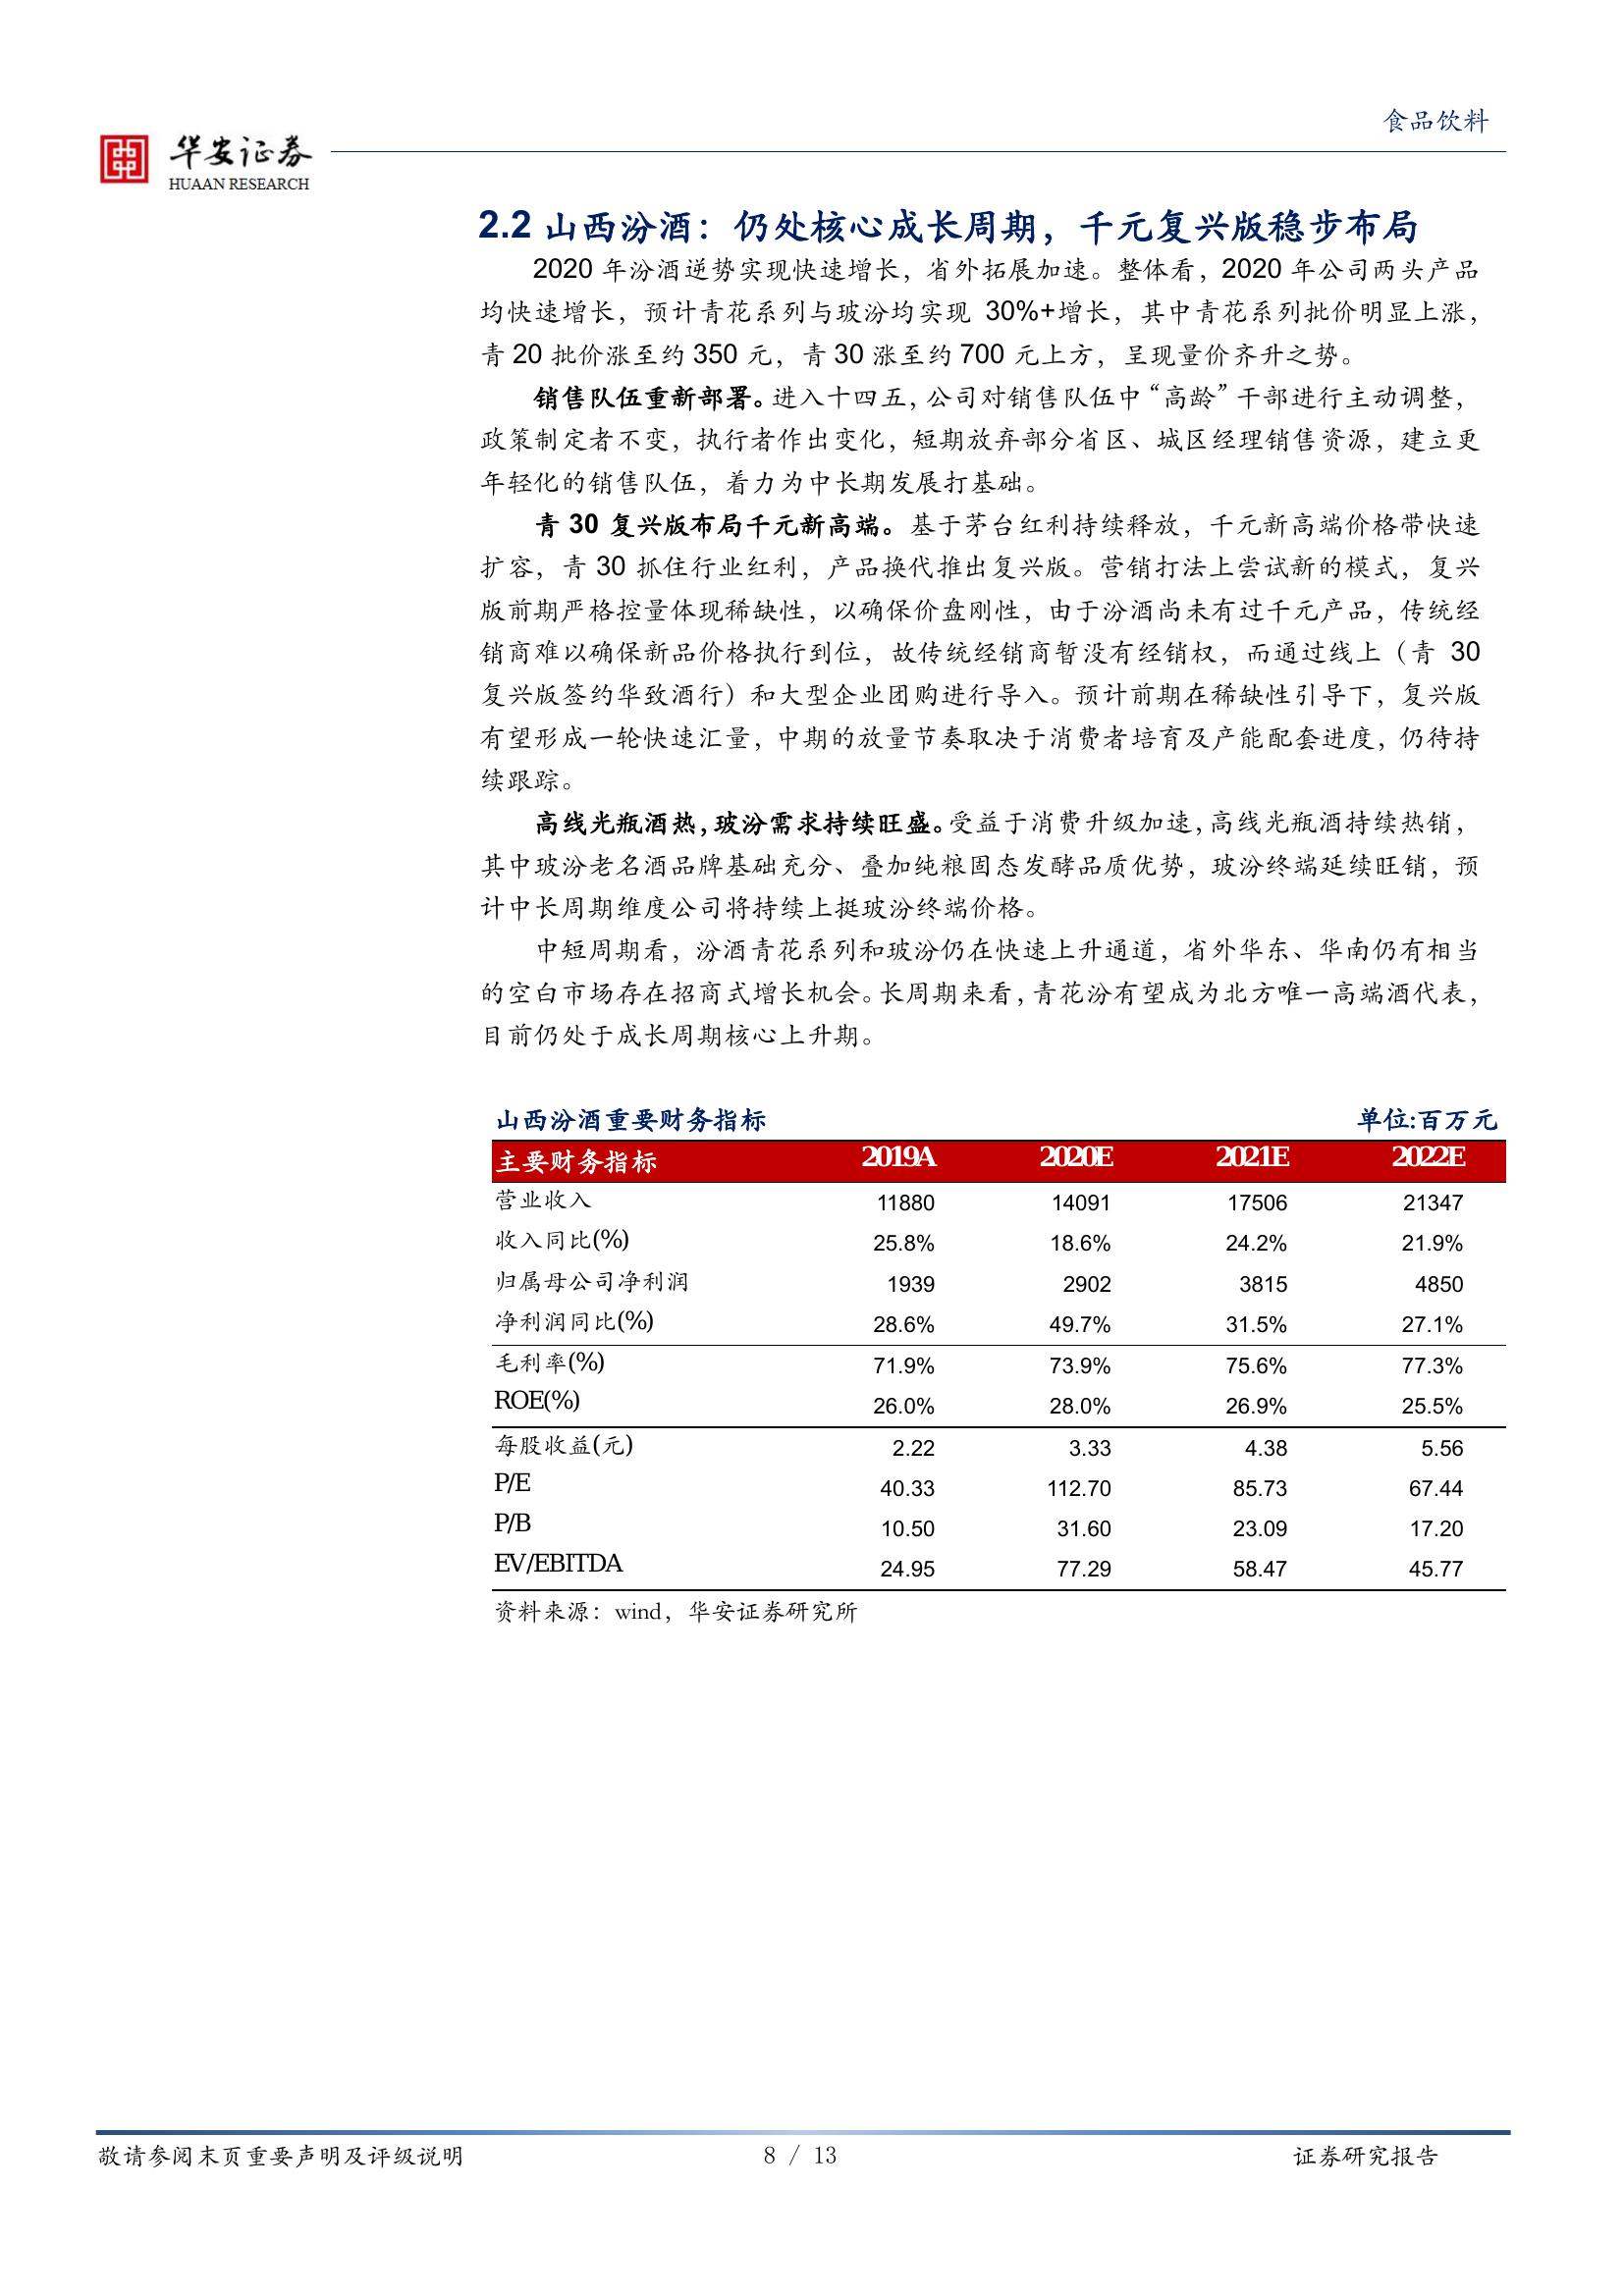 食品饮料
华安证券
HUAAN RESEARCH
2.2 山西汾酒：仍处核心成长周期，千元复兴版稳步布局
2020 年汾酒逆势实现快速增长，省外拓展加速。整体看，2020 年公司两头产品
均快速增长，预计青花系列与玻汾均实现 30%+增长，其中青花系列批价明显上涨，
青 20 批价涨至约 350 元，青 30 涨至约 700 元上方，呈现量价齐升之势。
销售队伍重新部署。进入十四五，公司对销售队伍中“高龄”干部进行主动调整，
政策制定者不变，执行者作出变化，短期放弃部分省区、城区经理销售资源，建立更
年轻化的销售队伍，着力为中长期发展打基础。
青 30 复兴版布局千元新高端。基于茅台红利持续释放，千元新高端价格带快速
扩容，青 30 抓住行业红利，产品换代推出复兴版。营销打法上尝试新的模式，复兴
版前期严格控量体现稀缺性，以确保价盘刚性，由于汾酒尚未有过千元产品，传统经
销商难以确保新品价格执行到位，故传统经销商暂没有经销权，而通过线上（青 30
复兴版签约华致酒行）和大型企业团购进行导入。预计前期在稀缺性引导下，复兴版
有望形成一轮快速汇量，中期的放量节奏取决于消费者培育及产能配套进度，仍待持
续跟踪。
高线光瓶酒热，玻汾需求持续旺盛。受益于消费升级加速，高线光瓶酒持续热销，
其中玻汾老名酒品牌基础充分、叠加纯粮固态发酵品质优势，玻汾终端延续旺销，预
计中长周期维度公司将持续上挺玻汾终端价格。
中短周期看，汾酒青花系列和玻汾仍在快速上升通道，省外华东、华南仍有相当
的空白市场存在招商式增长机会。长周期来看，青花汾有望成为北方唯一高端酒代表，
目前仍处于成长周期核心上升期。
山西汾酒重要财务指标 单位:百万元
主要财务指标 2019A 2020E 2021E 2022E
营业收入 11880 14091 17506 21347
收入同比(%) 25.8% 18.6% 24.2% 21.9%
归属母公司净利润 1939 2902 3815 4850
净利润同比(%) 28.6% 49.7% 31.5% 27.1%
毛利率(%) 71.9% 73.9% 75.6% 77.3%
ROE(%) 26.0% 28.0% 26.9% 25.5%
每股收益(元) 2.22 3.33 4.38 5.56
P/E 40.33 112.70 85.73 67.44
P/B 10.50 31.60 23.09 17.20
EV/EBITDA 24.95 77.29 58.47 45.77
资料来源：wind，华安证券研究所
敬请参阅末页重要声明及评级说明 8 / 13 证券研究报告